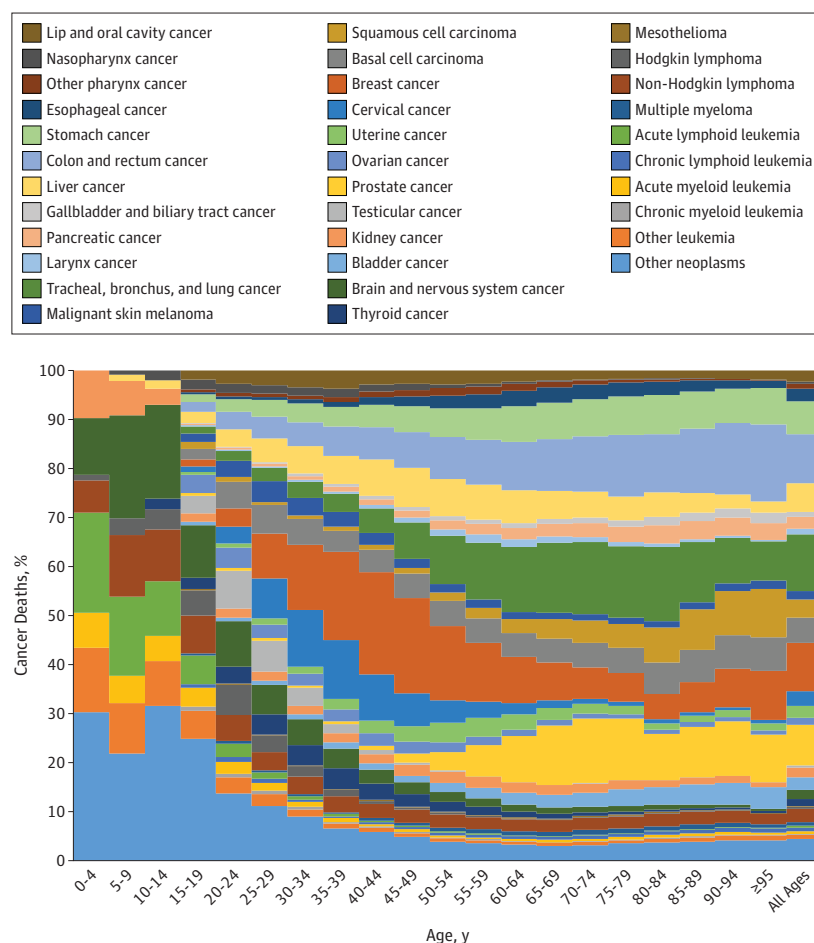 Lip and oral cavity cancer
Nasopharynx cancer
Other pharynx cancer
Esophageal cancer
Stomach cancer
Colon and rectum cancer
Liver cancer
Gallbladder and biliary tract cancer
Pancreatic cancer
Larynx cancer
Tracheal, bronchus, and lung cancer
Malignant skin melanoma
Squamous cell carcinoma
Basal cell carcinoma
Breast cancer
Cervical cancer
Uterine cancer
Ovarian cancer
Prostate cancer
Testicular cancer
Kidney cancer
Bladder cancer
Brain and nervous system cancer
Thyroid cancer
Mesothelioma
Hodgkin lymphoma
Non-Hodgkin lymphoma
Multiple myeloma
Acute lymphoid leukemia
Chronic lymphoid leukemia
Acute myeloid leukemia
Chronic myeloid leukemia
Other leukemia
Other neoplasms
Cancer Deaths, %
100
90
80
70
60
50
40
30
20
10
0
0-4
5-9
10-14
15-19
20-24
25-29
30-34
35-39
40-44
45-49
50-54
55-59
60-64
65-69
70-74
75-79
80-84
85-89
90-94
≥95
All Ages
Age, y